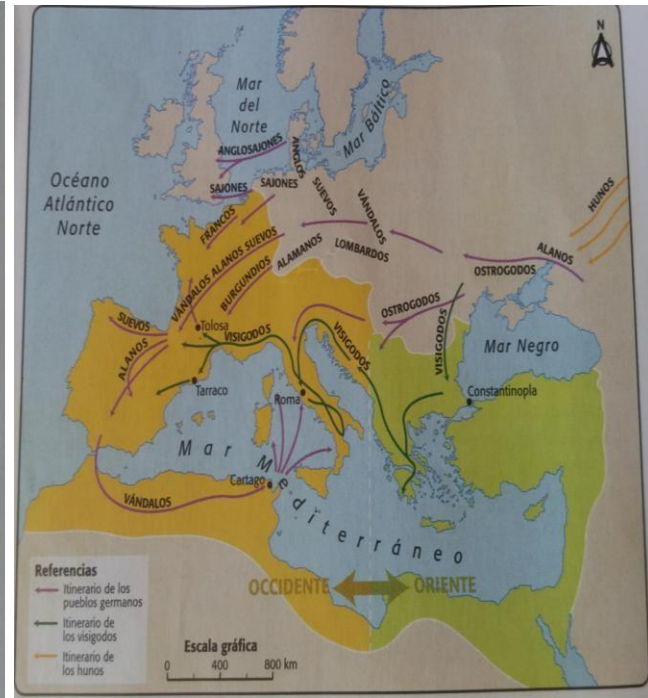 N
Mar
del
Norte
Mar Báltico
ANGLOSAJONES
ANGLOS
Océano
Atlántico
Norte
SAJONES
SAJONES
SUEVOS
VÁNDALOS
HUNOS
FRANCOS
ALANOS
VÁNDALOS ALANOS SUEVOS
ALAMANOS
LOMBARDOS
OSTROGODOS
BURGUNDIOS
OSTROGODOS
SUEVOS
Tolosa
VISIGODOS
VISIGODOS
VISIGODOS
Mar Negro
ALANOS
Tarraco
Roma
Constantinopla
Mar Mediterráneo
Cartago
VÁNDALOS
OCCIDENTE
ORIENTE
Referencias
Itinerario de los
pueblos germanos
Itinerario de
los visigodos
Itinerario de
los hunos
Escala gráfica
0 400 800 km